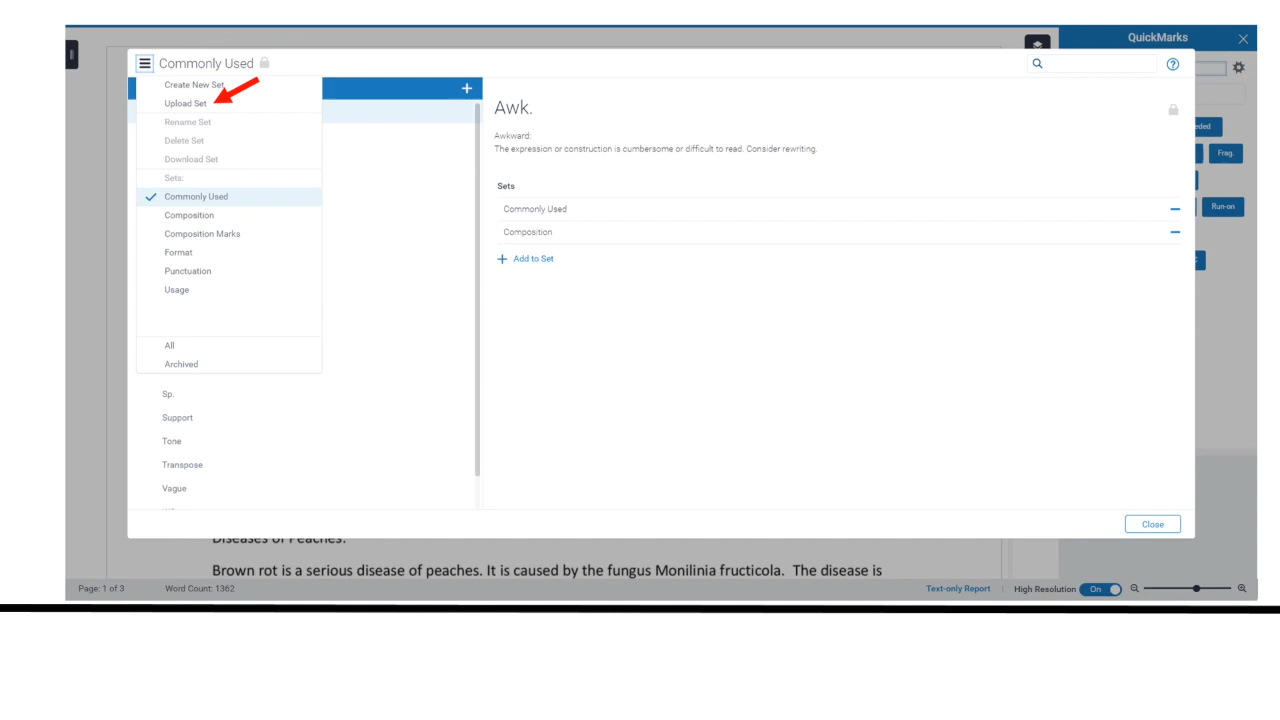 QuickMarks
Commonly Used
Create New Set
Upload Set
Rename Set
Delete Set
Download Set
Sets:
Commonly Used
Composition
Composition Marks
Format
Punctuation
Usage
All
Archived
Sp.
Support
Tone
Transpose
Vague
Awk.
Awkward:
The expression or construction is cumbersome or difficult to read. Consider rewriting.
Sets
Commonly Used
Composition
Add to Set
Close
Frag.
Run-on
Diseases of Peaches.
Brown rot is a serious disease of peaches. It is caused by the fungus Monilinia fructicola. The disease is
Page: 1 of 3 Word Count: 1362 Text-only Report High Resolution On